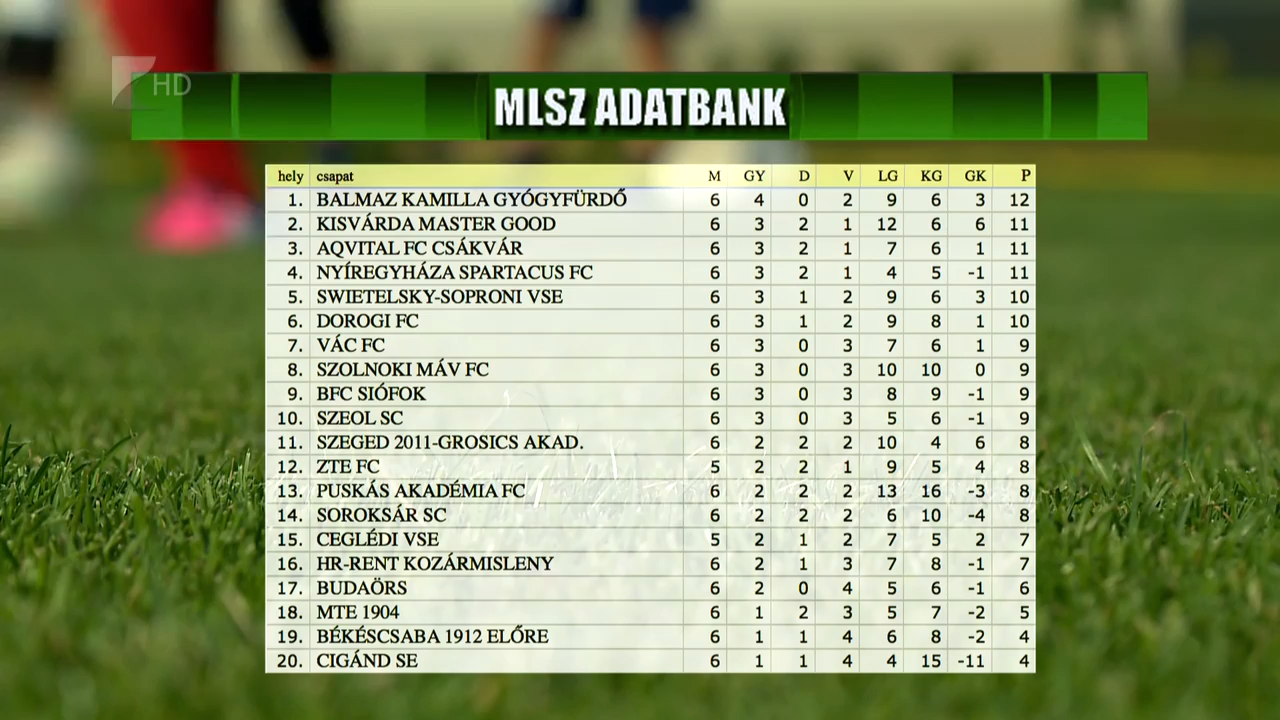 HD
MLSZ ADATBANK
hely csapat M GY D V LG KG GK P
1. BALMAZ KAMILLA GYÓGYFÜRDŐ 6 4 0 2 9 6 3 12
2. KISVÁRDA MASTER GOOD 6 3 2 1 12 6 6 11
3. AQVITAL FC CSÁKVÁR 6 3 2 1 7 6 1 11
4. NYÍREGYHÁZA SPARTACUS FC 6 3 2 1 4 5 -1 11
5. SWIETELSKY-SOPRONI VSE 6 3 1 2 9 6 3 10
6. DOROGI FC 6 3 1 2 9 8 1 10
7. VÁC FC 6 3 0 3 7 6 1 9
8. SZOLNOKI MÁV FC 6 3 0 3 10 10 0 9
9. BFC SIÓFOK 6 3 0 3 8 9 -1 9
10. SZEOL SC 6 3 0 3 5 6 -1 9
11. SZEGED 2011-GROSICS AKAD. 6 2 2 2 10 4 6 8
12. ZTE FC 5 2 2 1 9 5 4 8
13. PUSKÁS AKADÉMIA FC 6 2 2 2 13 16 -3 8
14. SOROKSÁR SC 6 2 2 2 6 10 -4 8
15. CEGLÉDI VSE 5 2 1 2 7 5 2 7
16. HR-RENT KOZÁRMISLENY 6 2 1 3 7 8 -1 7
17. BUDAÖRS 6 2 0 4 5 6 -1 6
18. MTE 1904 6 1 2 3 5 7 -2 5
19. BÉKÉSCSABA 1912 ELŐRE 6 1 1 4 6 8 -2 4
20. CIGÁND SE 6 1 1 4 4 15 -11 4